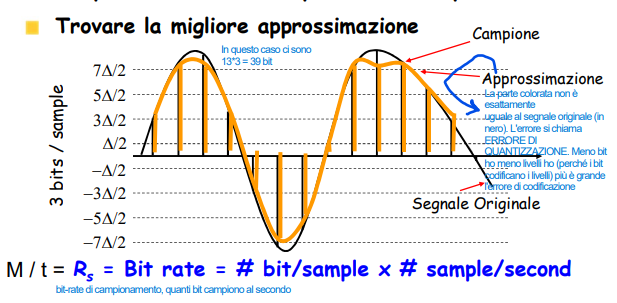 Trovare la migliore approssimazione
Campione
In questo caso ci sono
13*3 = 39 bit
7Δ/2
5Δ/2
3Δ/2
Δ/2
−Δ/2
−3Δ/2
−5Δ/2
−7Δ/2
3 bits / sample
Approssimazione
La parte colorata non è
esattamente
uguale al segnale originale (in
nero). L'errore si chiama
ERRORE DI
QUANTIZZAZIONE. Meno bit
ho meno livelli ho (perché i bit
codificano i livelli) più è grande
l'errore di codificazione
Segnale Originale
M / t = Rs = Bit rate = # bit/sample x # sample/second
bit-rate di campionamento, quanti bit campiono al secondo